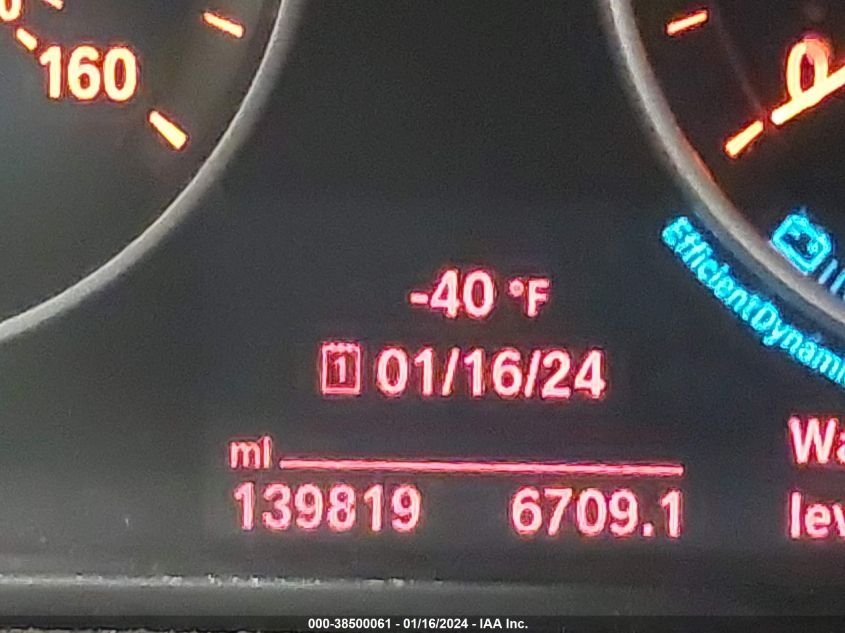 160
0
-40 °F
1 01/16/24
EfficientDynami
ml
139819 6709.1
Wa
lev
000-38500061 - 01/16/2024 - IAA Inc.